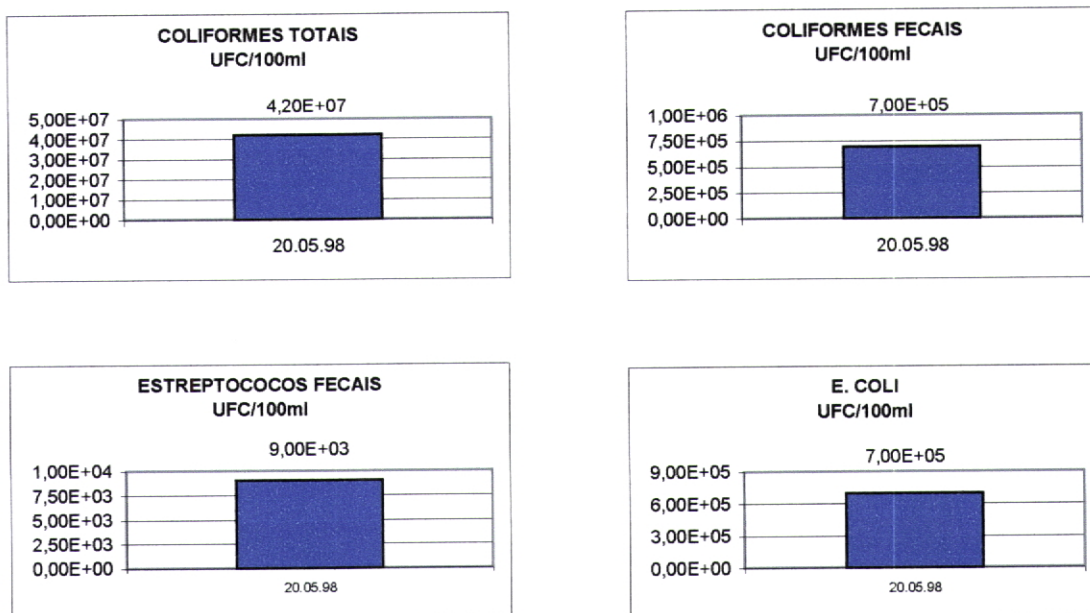 COLIFORMES TOTAIS
UFC/100ml
4,20E+07
5,00E+07
4,00E+07
3,00E+07
2,00E+07
1,00E+07
0,00E+00
20.05.98
COLIFORMES FECAIS
UFC/100ml
7,00E+05
1,00E+06
7,50E+05
5,00E+05
2,50E+05
0,00E+00
20.05.98
ESTREPTOCOCOS FECAIS
UFC/100ml
9,00E+03
1,00E+04
7,50E+03
5,00E+03
2,50E+03
0,00E+00
20.05.98
E. COLI
UFC/100ml
7,00E+05
9,00E+05
6,00E+05
3,00E+05
0,00E+00
20.05.98